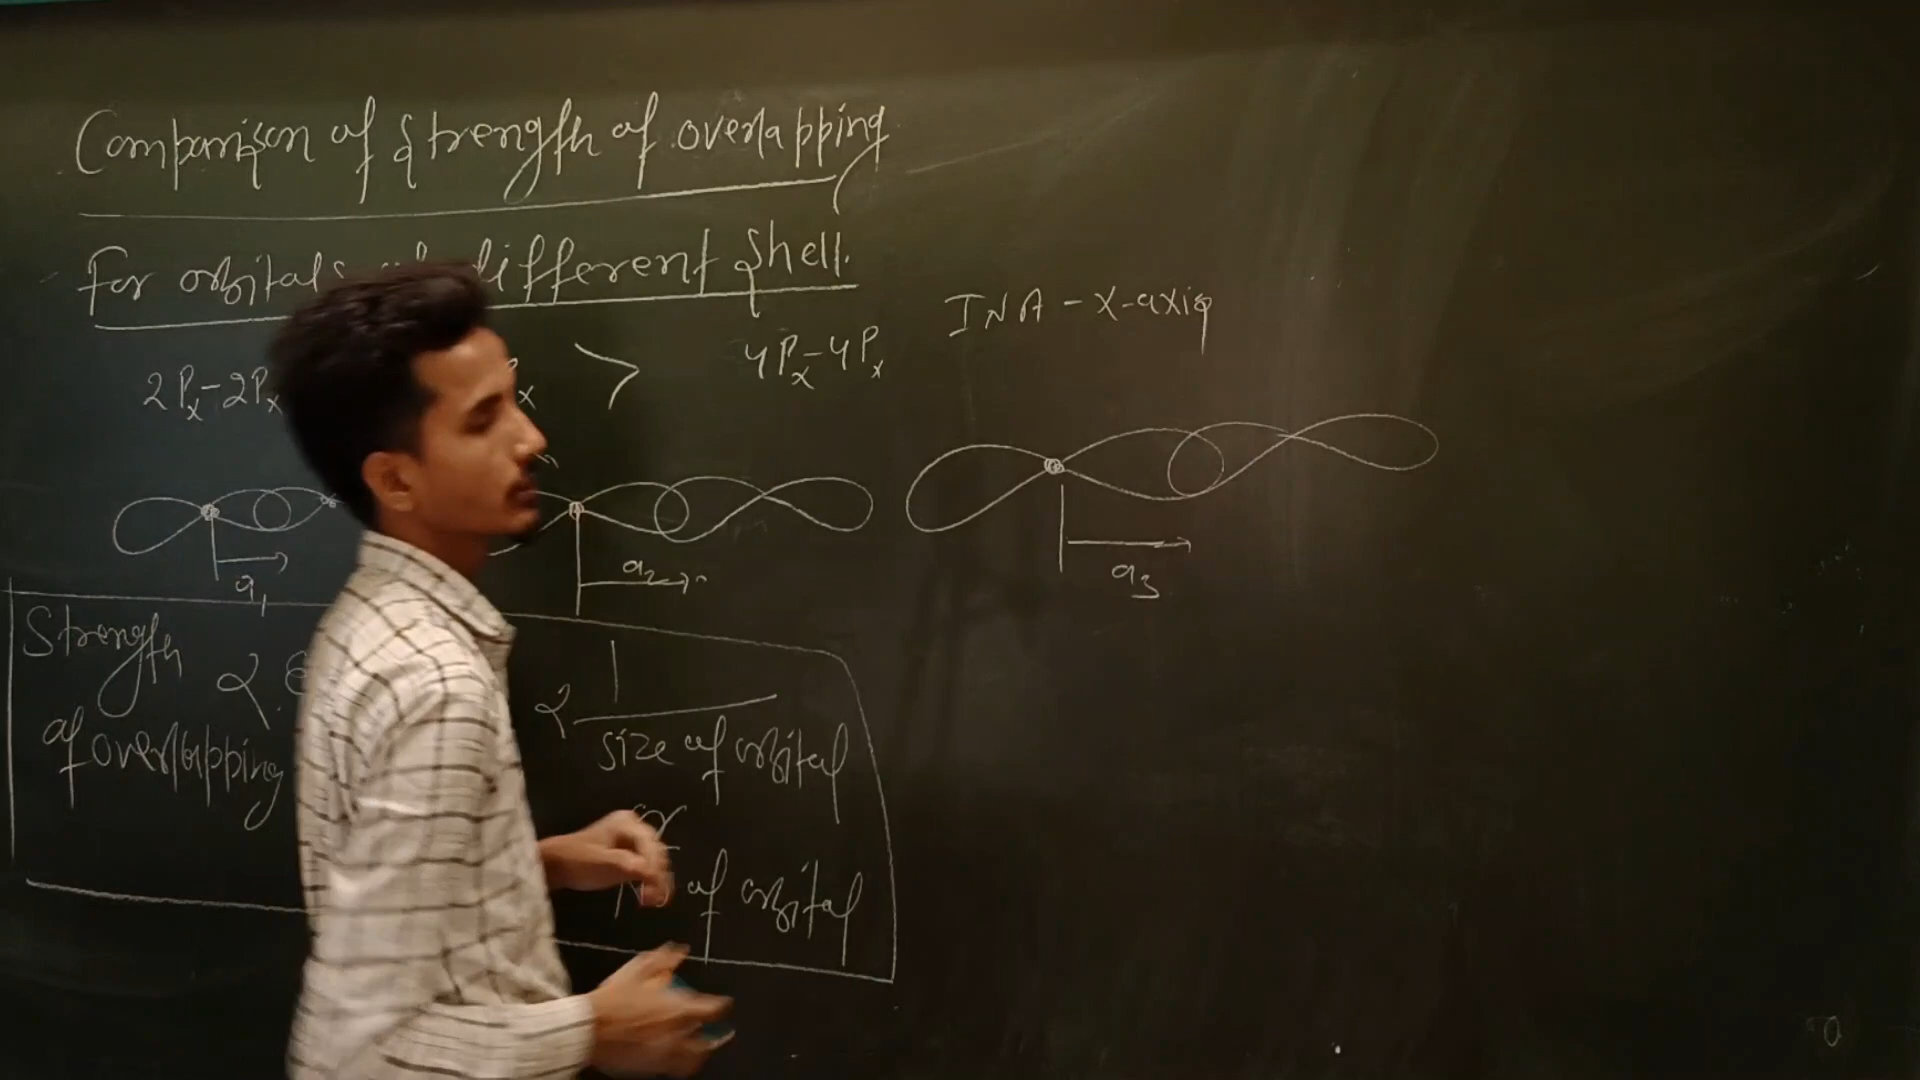 Comparison of strength of overlapping
For orbitals of different shell.
2Px-2Px > 4Px-4Px
INA - X-axis
a1 a2 a3
Strength of overlapping ∝ ∝ 1 / size of orbital
or
of orbital